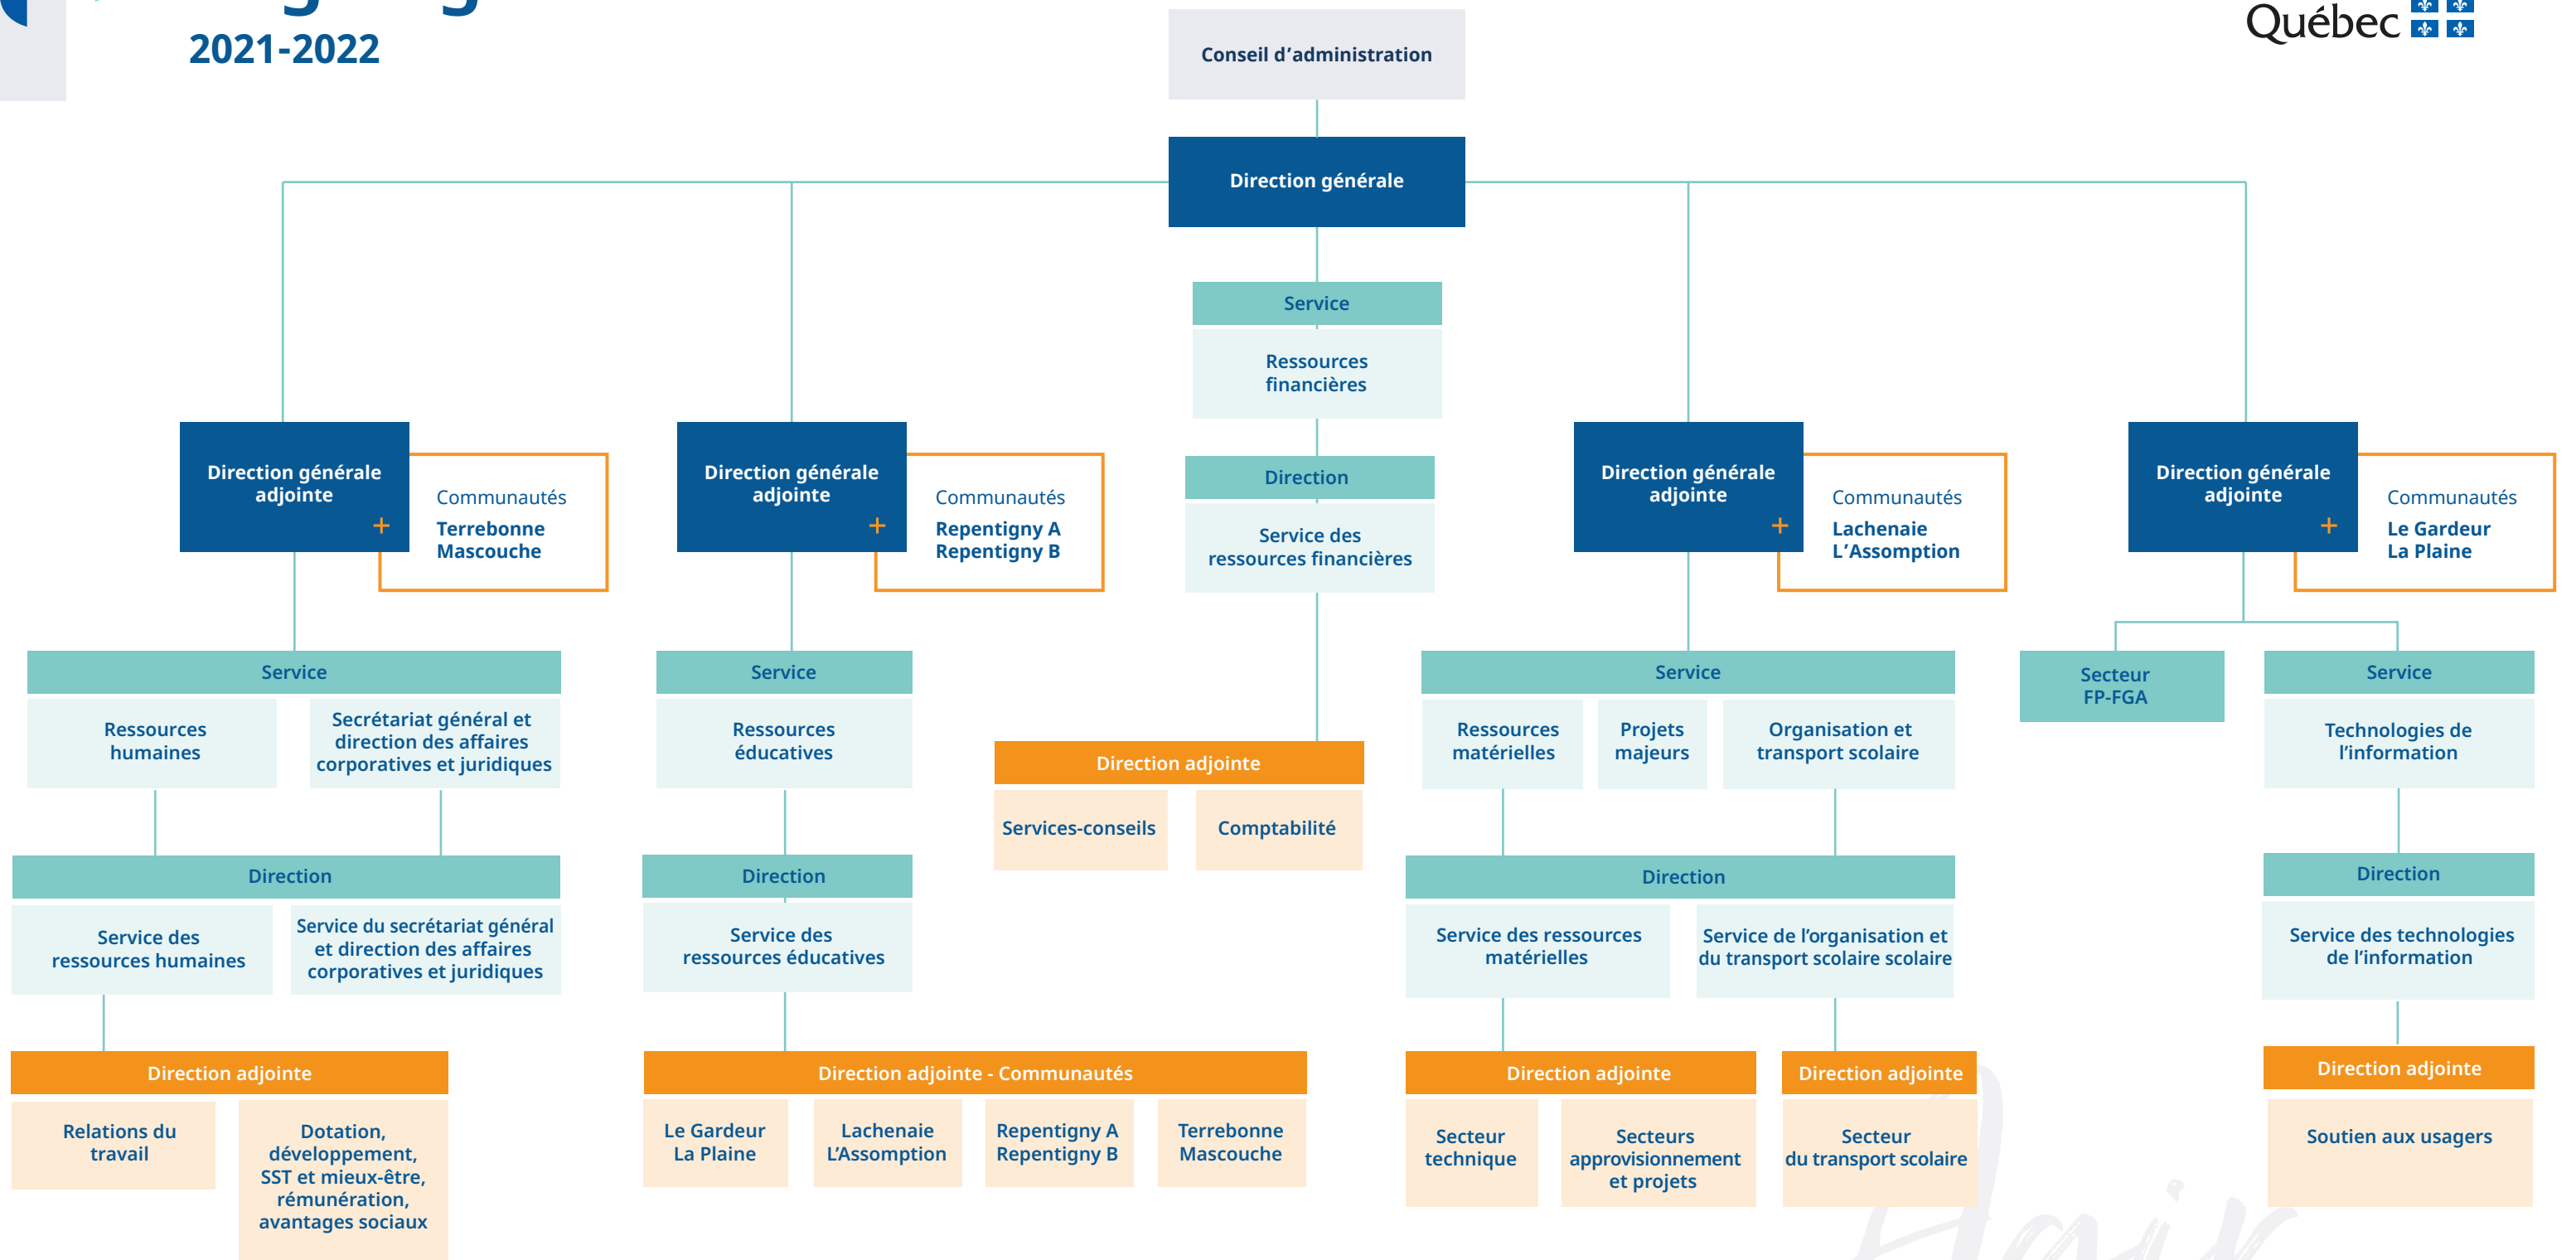 2021-2022
Québec
Conseil d’administration
Direction générale
Service
Ressources
financières
Direction
Service des
ressources financières
Direction adjointe
Services-conseils
Comptabilité
Direction générale
adjointe
+
Communautés
Terrebonne
Mascouche
Service
Ressources
humaines
Secrétariat général et
direction des affaires
corporatives et juridiques
Direction
Service des
ressources humaines
Service du secrétariat général
et direction des affaires
corporatives et juridiques
Direction adjointe
Relations du
travail
Dotation,
développement,
SST et mieux-être,
rémunération,
avantages sociaux
Direction générale
adjointe
+
Communautés
Repentigny A
Repentigny B
Service
Ressources
éducatives
Direction
Service des
ressources éducatives
Direction adjointe - Communautés
Le Gardeur
La Plaine
Lachenaie
L’Assomption
Repentigny A
Repentigny B
Terrebonne
Mascouche
Direction générale
adjointe
+
Communautés
Lachenaie
L’Assomption
Service
Ressources
matérielles
Projets
majeurs
Organisation et
transport scolaire
Direction
Service des ressources
matérielles
Service de l’organisation et
du transport scolaire scolaire
Direction adjointe
Secteur
technique
Secteurs
approvisionnement
et projets
Direction adjointe
Secteur
du transport scolaire
Direction générale
adjointe
+
Communautés
Le Gardeur
La Plaine
Secteur
FP-FGA
Service
Technologies de
l’information
Direction
Service des technologies
de l’information
Direction adjointe
Soutien aux usagers